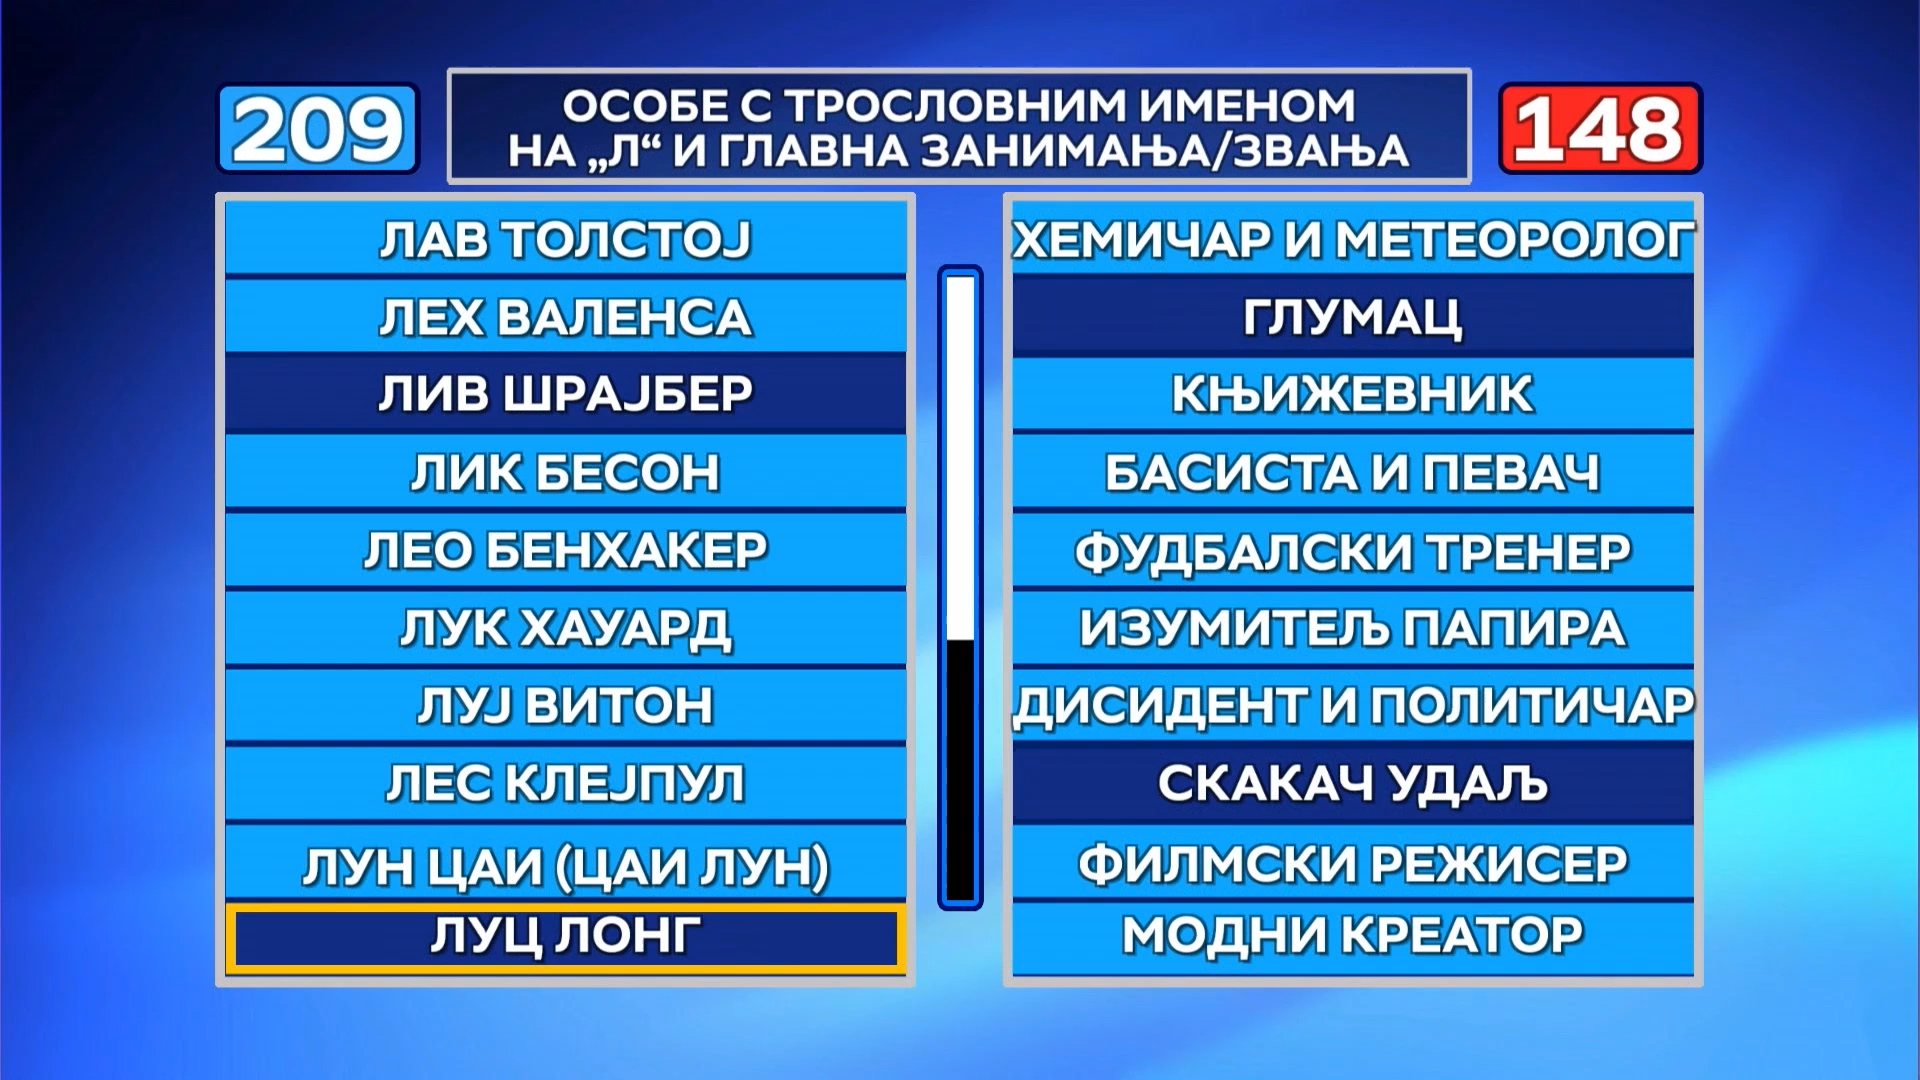 209
ОСОБЕ С ТРОСЛОВНИМ ИМЕНОМ
НА „Л“ И ГЛАВНА ЗАНИМАЊА/ЗВАЊА
148
ЛАВ ТОЛСТОЈ
ЛЕХ ВАЛЕНСА
ЛИВ ШРАЈБЕР
ЛИК БЕСОН
ЛЕО БЕНХАКЕР
ЛУК ХАУАРД
ЛУЈ ВИТОН
ЛЕС КЛЕЈПУЛ
ЛУН ЦАИ (ЦАИ ЛУН)
ЛУЦ ЛОНГ
ХЕМИЧАР И МЕТЕОРОЛОГ
ГЛУМАЦ
КЊИЖЕВНИК
БАСИСТА И ПЕВАЧ
ФУДБАЛСКИ ТРЕНЕР
ИЗУМИТЕЉ ПАПИРА
ДИСИДЕНТ И ПОЛИТИЧАР
СКАКАЧ УДАЉ
ФИЛМСКИ РЕЖИСЕР
МОДНИ КРЕАТОР